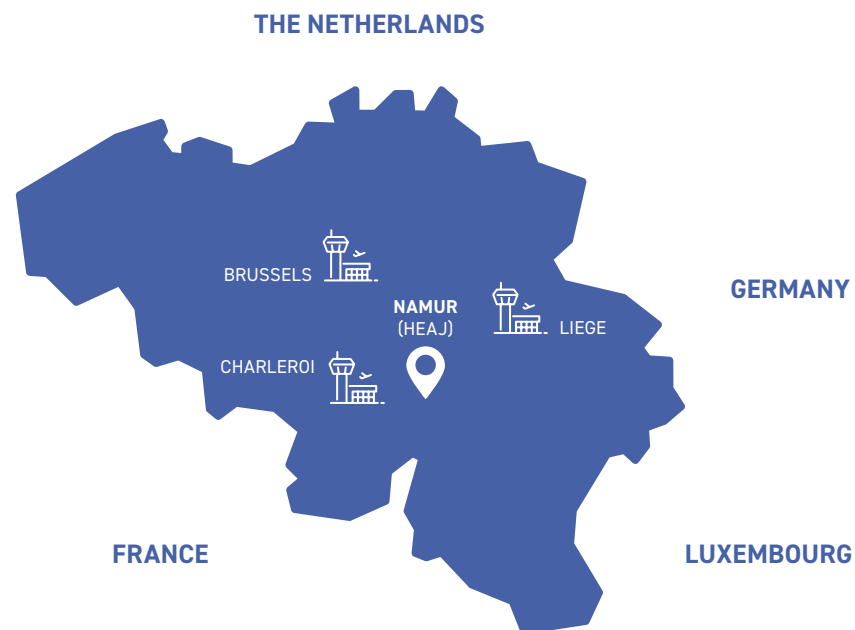 THE NETHERLANDS
BRUSSELS
GERMANY
NAMUR
(HEAJ)
LIEGE
CHARLEROI
FRANCE
LUXEMBOURG